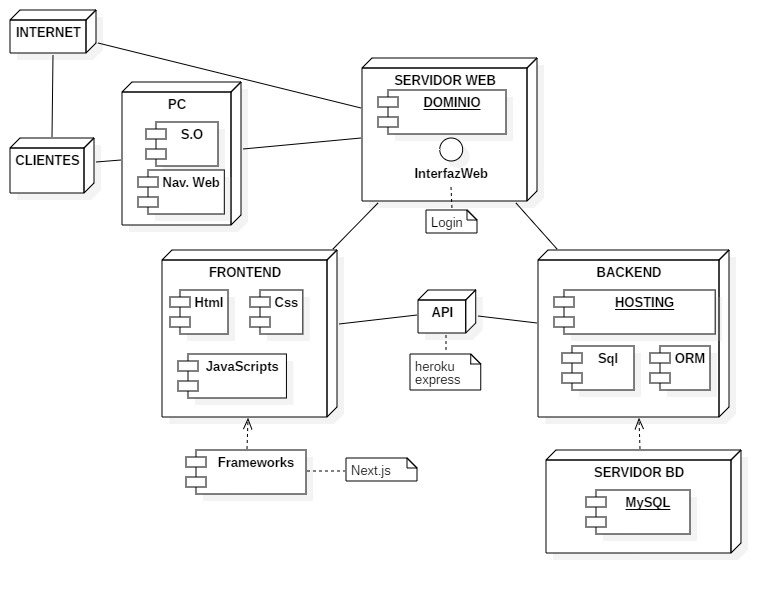 INTERNET
CLIENTES
PC
S.O
Nav. Web
SERVIDOR WEB
DOMINIO
InterfazWeb
Login
FRONTEND
Html
Css
JavaScripts
API
heroku
express
BACKEND
HOSTING
Sql
ORM
Frameworks
Next.js
SERVIDOR BD
MySQL